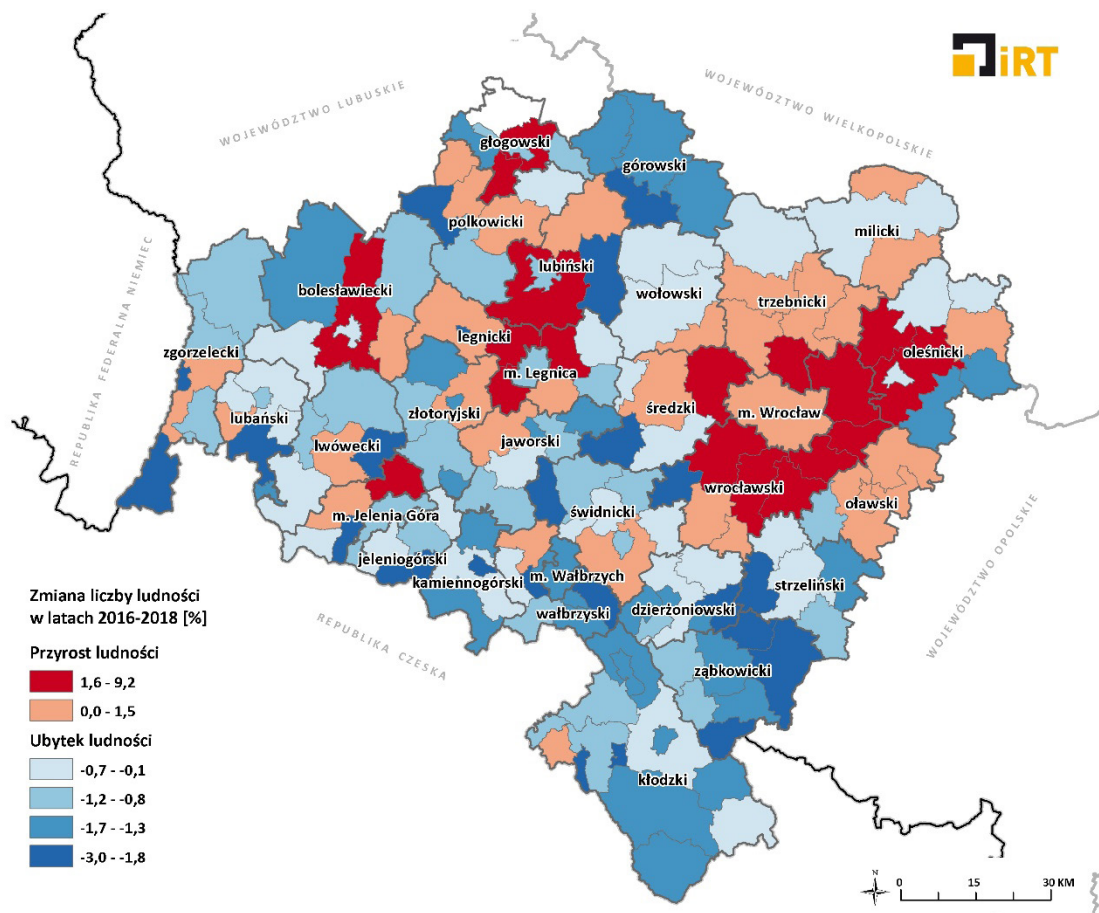 iRT
WOJEWÓDZTWO LUBUSKIE
WOJEWÓDZTWO WIELKOPOLSKIE
REPUBLIKA FEDERALNA NIEMIEC
głogowski
górowski
polkowicki
milicki
lubiński
bolesławiecki
wołowski
trzebnicki
legnicki
oleśnicki
zgorzelecki
m. Legnica
średzki
m. Wrocław
lubański
złotoryjski
jaworski
lwówecki
wrocławski
oławski
m. Jelenia Góra
świdnicki
jeleniogórski
kamiennogórski
m. Wałbrzych
strzeliński
wałbrzyski
dzierżoniowski
ząbkowicki
kłodzki
REPUBLIKA CZESKA
WOJEWÓDZTWO OPOLSKIE
Zmiana liczby ludności
w latach 2016-2018 [%]
Przyrost ludności
1,6 - 9,2
0,0 - 1,5
Ubytek ludności
-0,7 - -0,1
-1,2 - -0,8
-1,7 - -1,3
-3,0 - -1,8
N
0 15 30 KM